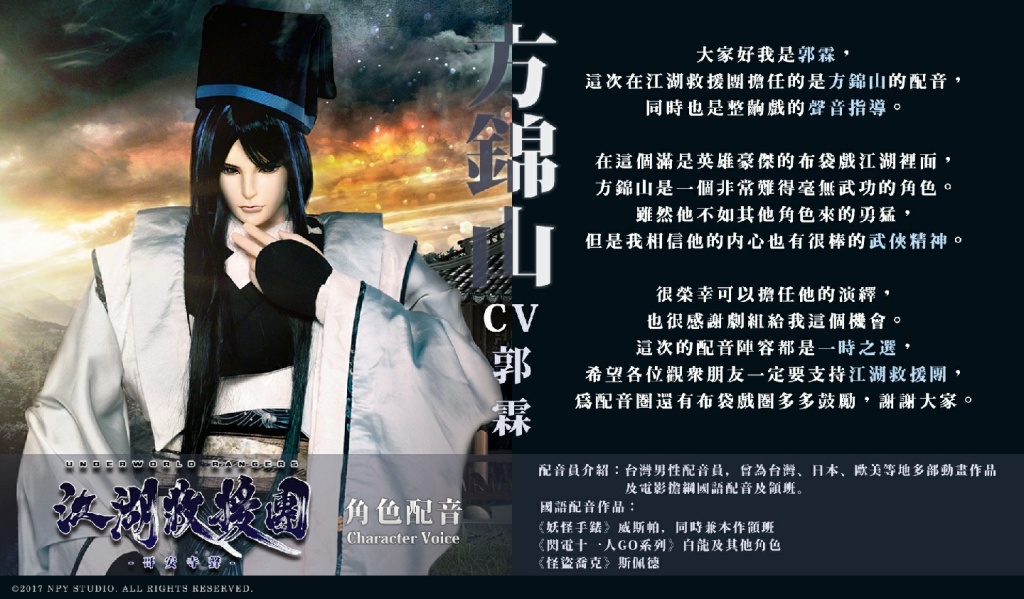 方錦山
CV
郭霖
大家好我是郭霖，
這次在江湖救援團擔任的是方錦山的配音，
同時也是整齣戲的聲音指導。
在這個滿是英雄豪傑的布袋戲江湖裡面，
方錦山是一個非常難得毫無武功的角色。
雖然他不如其他角色來的勇猛，
但是我相信他的內心也有很棒的武俠精神。
很榮幸可以擔任他的演繹，
也很感謝劇組給我這個機會。
這次的配音陣容都是一時之選，
希望各位觀眾朋友一定要支持江湖救援團，
為配音圈還有布袋戲圈多多鼓勵，謝謝大家。
UNDERWORLD RANGERS
江湖救援團
-哥安寺聲-
角色配音
Character Voice
配音員介紹：台灣男性配音員，曾為台灣、日本、歐美等地多部動畫作品
及電影擔綱國語配音及領班。
國語配音作品：
《妖怪手錶》威斯帕，同時兼本作領班
《閃電十一人GO系列》白龍及其他角色
《怪盜喬克》斯佩德
©2017 NPY STUDIO. ALL RIGHTS RESERVED.